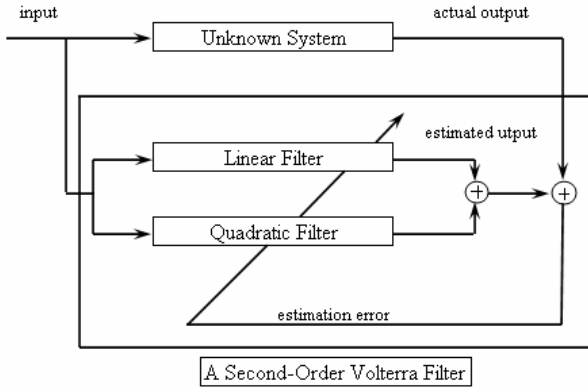 input
actual output
Unknown System
estimated utput
Linear Filter
+
+
Quadratic Filter
estimation error
A Second-Order Volterra Filter